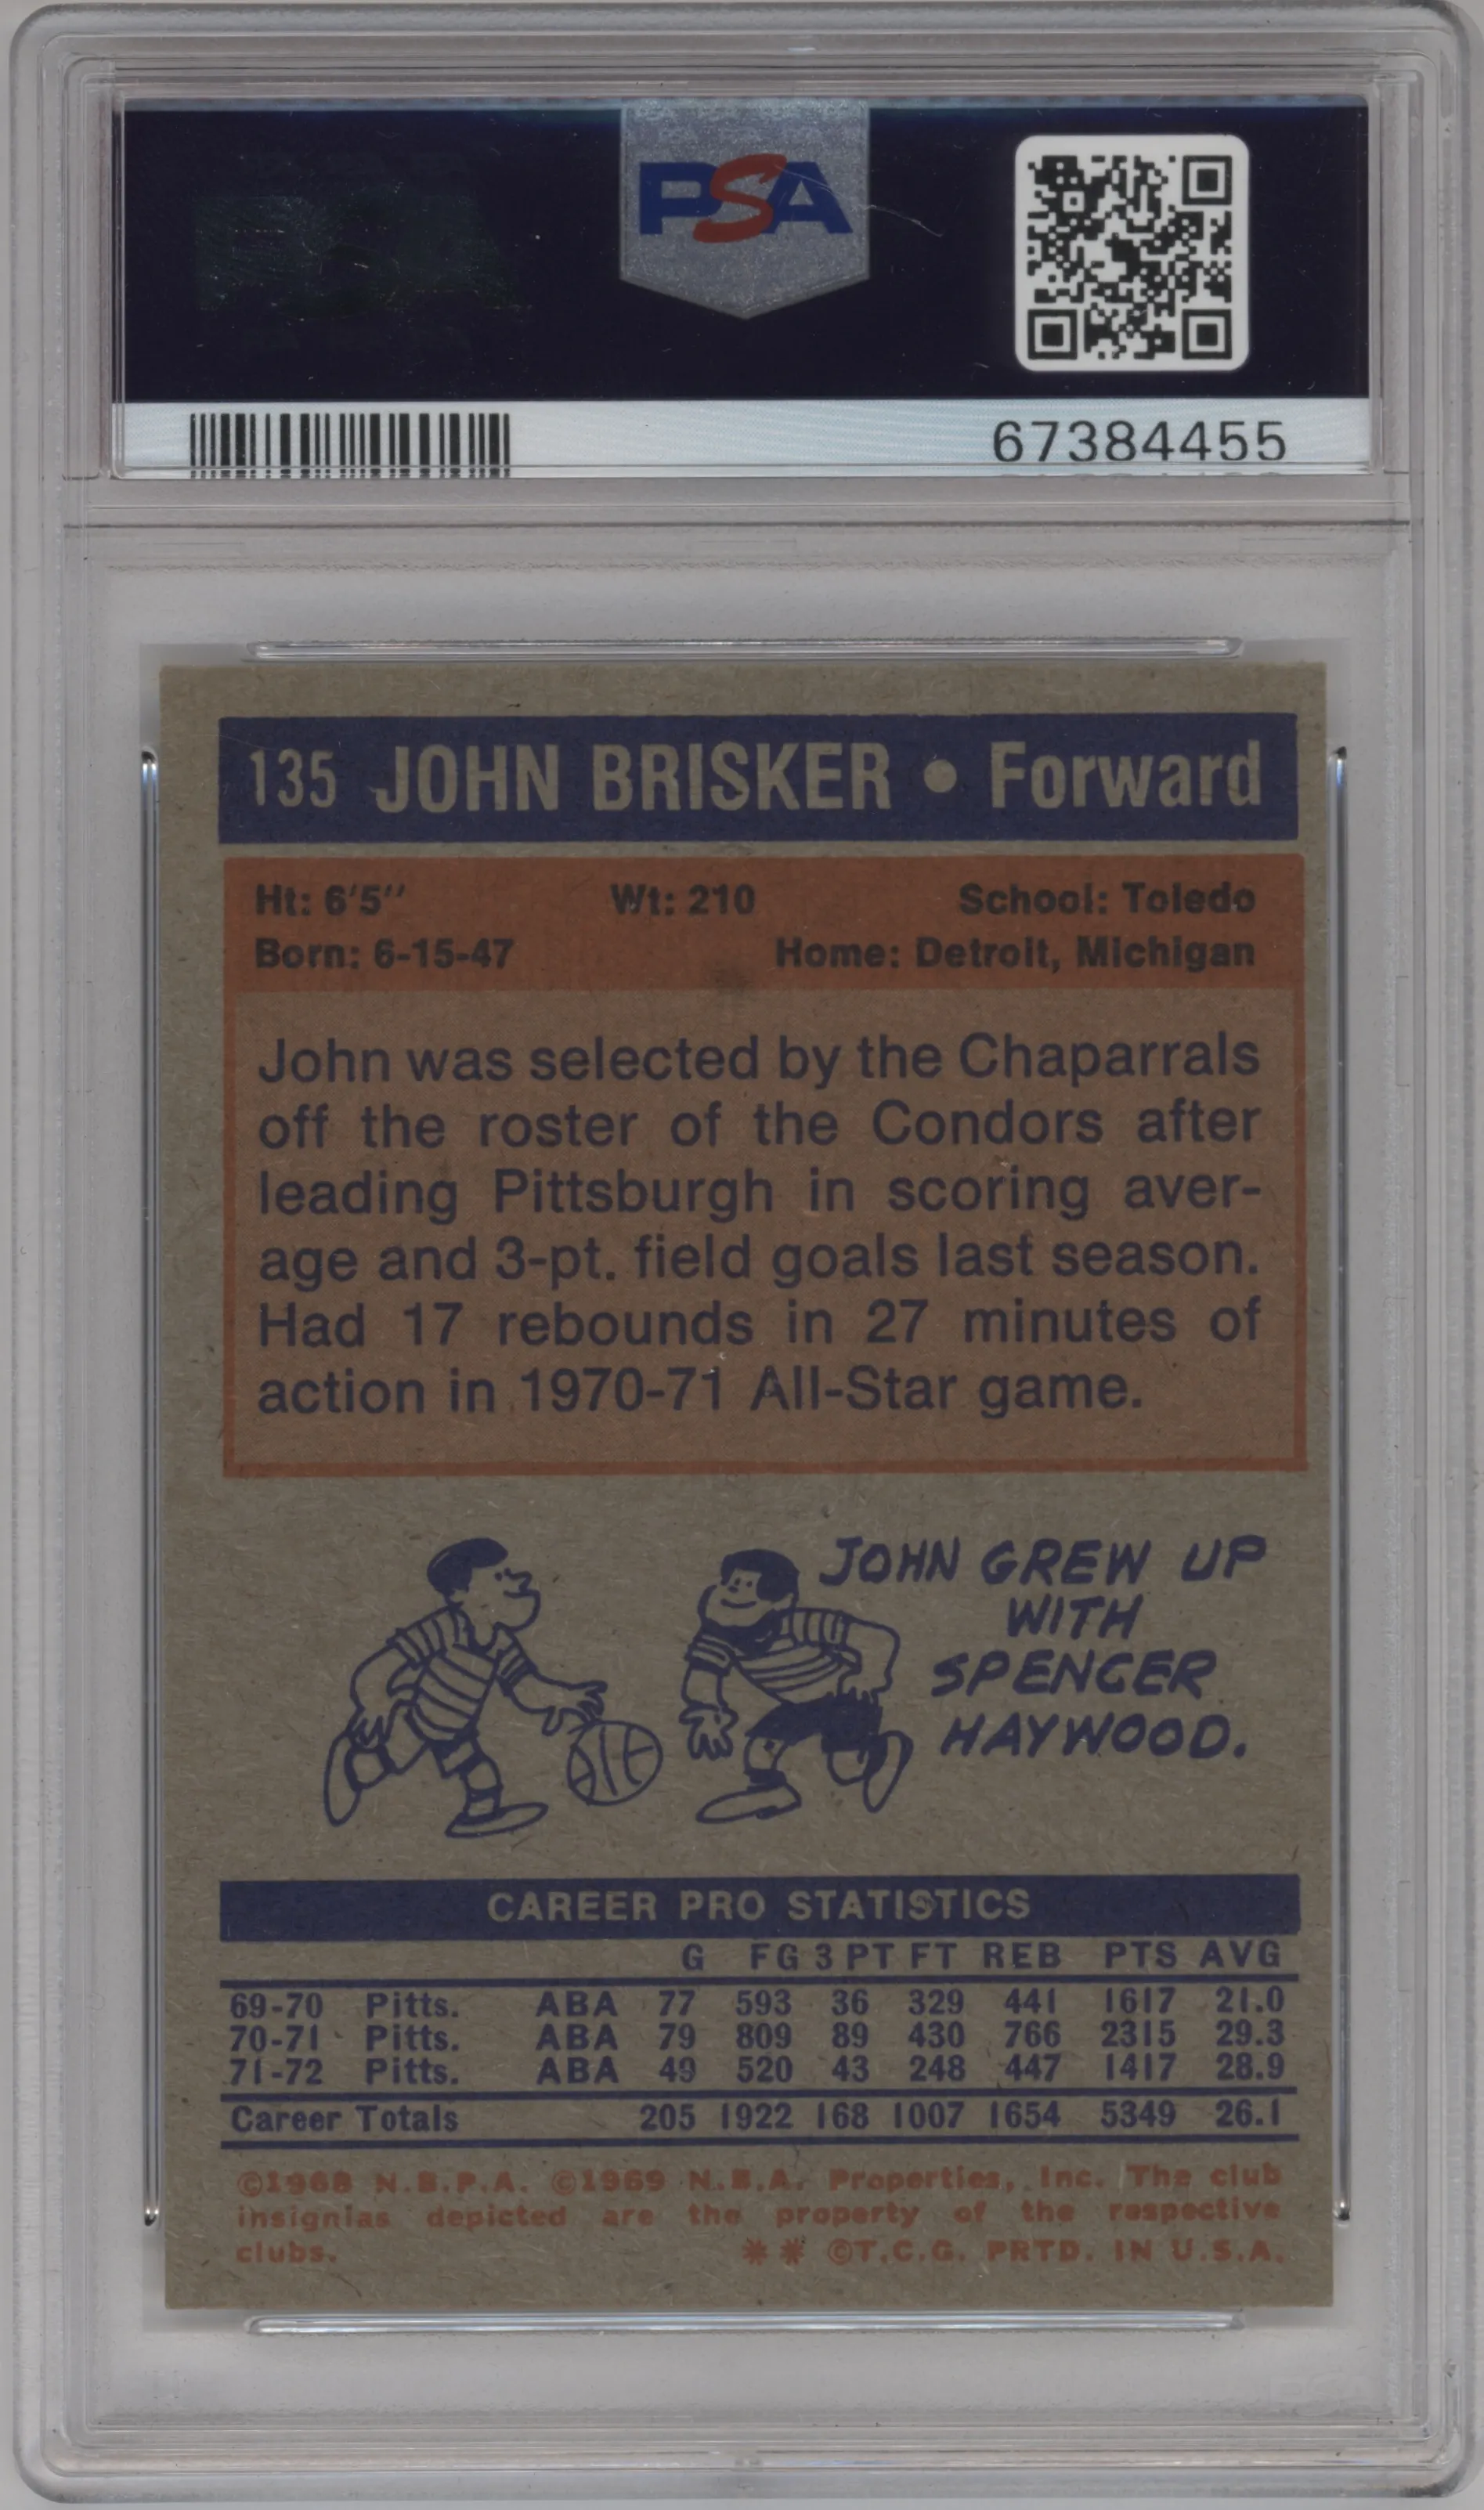 PSA
67384455
135 JOHN BRISKER • Forward
Ht: 6'5'' Wt: 210 School: Toledo
Born: 6-15-47 Home: Detroit, Michigan
John was selected by the Chaparrals
off the roster of the Condors after
leading Pittsburgh in scoring aver-
age and 3-pt. field goals last season.
Had 17 rebounds in 27 minutes of
action in 1970-71 All-Star game.
JOHN GREW UP
WITH
SPENCER
HAYWOOD.
CAREER PRO STATISTICS
G FG 3 PT FT REB PTS AVG
69-70 Pitts. ABA 77 593 36 329 441 1617 21.0
70-71 Pitts. ABA 79 809 89 430 766 2315 29.3
71-72 Pitts. ABA 49 520 43 248 447 1417 28.9
Career Totals 205 1922 168 1007 1654 5349 26.1
©1968 N.B.P.A. ©1969 N.B.A. Properties, Inc. The club
insignias depicted are the property of the respective
clubs. ** ©T.C.G. PRTD. IN U.S.A.